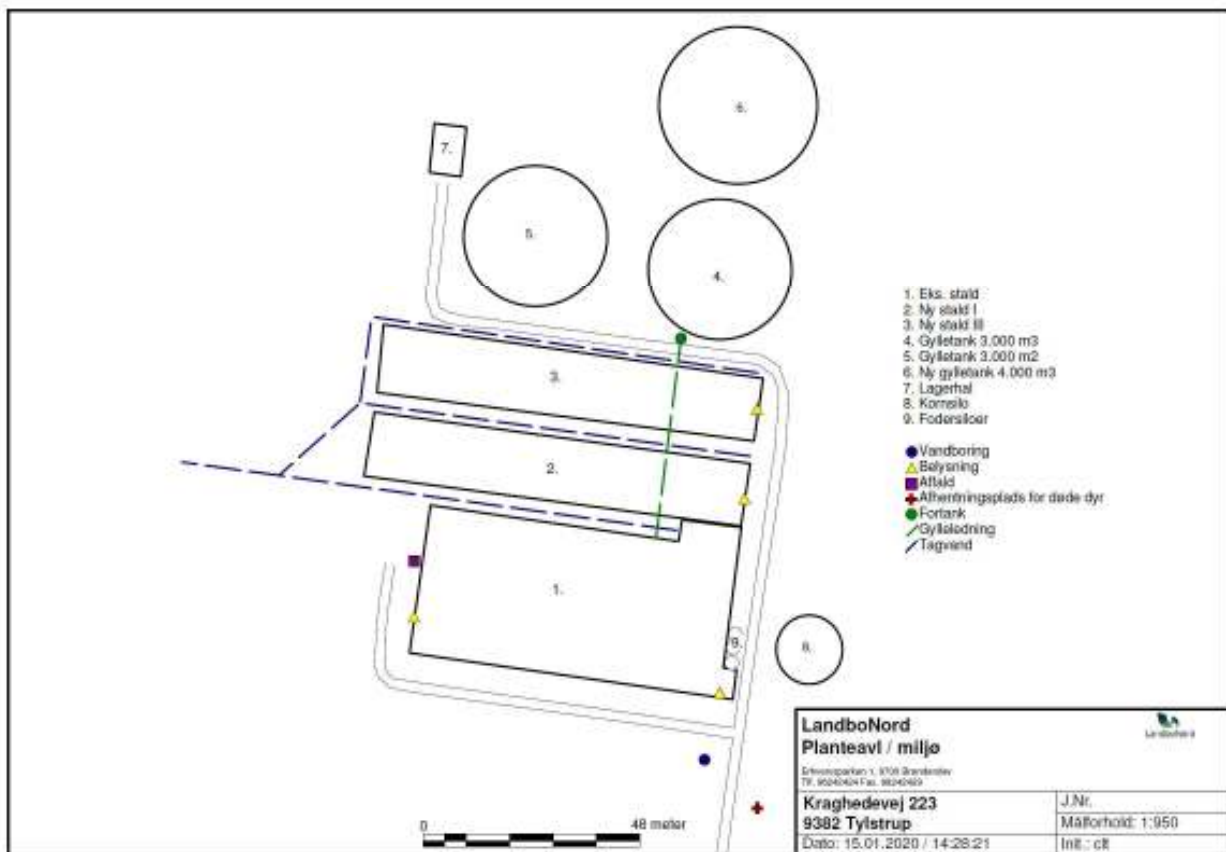 6.
7.
5.
4.
3.
2.
1.
9.
8.
1. Eks. stald
2. Ny stald I
3. Ny stald III
4. Gylletank 3.000 m3
5. Gylletank 3.000 m2
6. Ny gylletank 4.000 m3
7. Lagerhal
8. Kornsilo
9. Fodersiloer
Vandboring
Belysning
Affald
Afhentningsplads for døde dyr
Fortank
Gylleledning
Tagvand
0 48 meter
LandboNord
LandboNord
Planteavl / miljø
Kraghedevej 223
J.Nr.
9382 Tylstrup
Målforhold: 1:950
Dato: 15.01.2020 / 14:28:21
Init.: clt